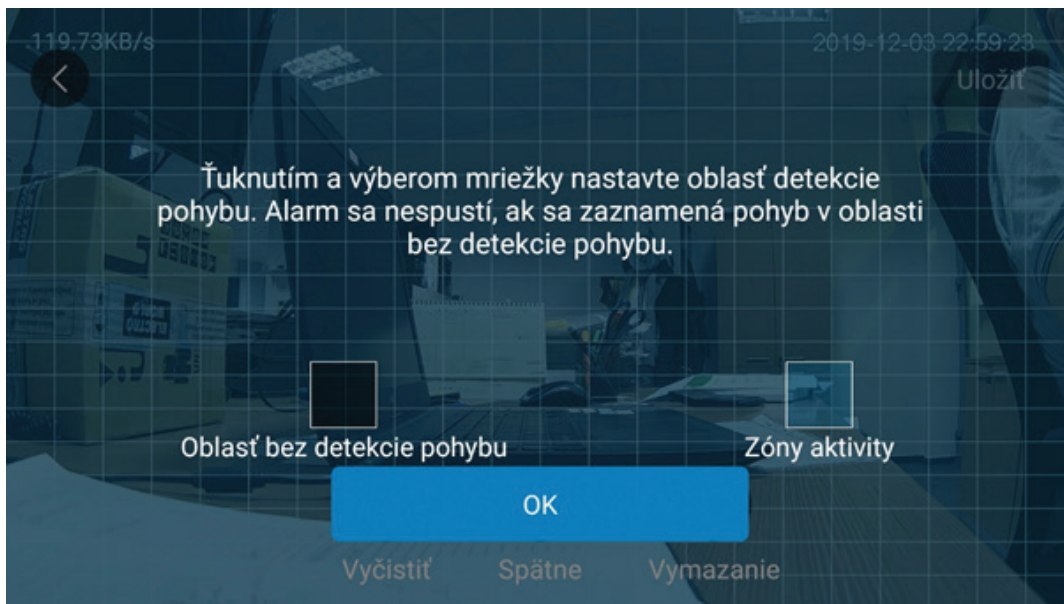 119.73KB/s
2019-12-03 22:59:23
Uložiť
Ťuknutím a výberom mriežky nastavte oblasť detekcie
pohybu. Alarm sa nespustí, ak sa zaznamená pohyb v oblasti
bez detekcie pohybu.
Oblasť bez detekcie pohybu
Zóny aktivity
OK
Vyčistiť
Spätne
Vymazanie